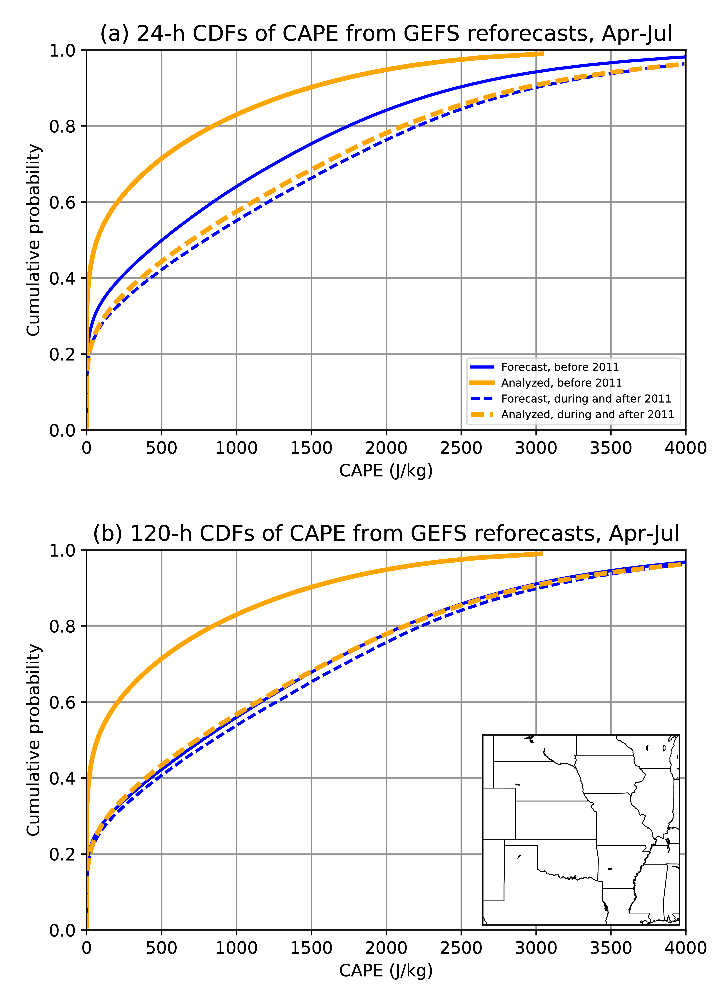 (a) 24-h CDFs of CAPE from GEFS reforecasts, Apr-Jul
1.0
0.8
0.6
0.4
0.2
0.0
Cumulative probability
Forecast, before 2011
Analyzed, before 2011
Forecast, during and after 2011
Analyzed, during and after 2011
0 500 1000 1500 2000 2500 3000 3500 4000
CAPE (J/kg)
(b) 120-h CDFs of CAPE from GEFS reforecasts, Apr-Jul
1.0
0.8
0.6
0.4
0.2
0.0
Cumulative probability
0 500 1000 1500 2000 2500 3000 3500 4000
CAPE (J/kg)